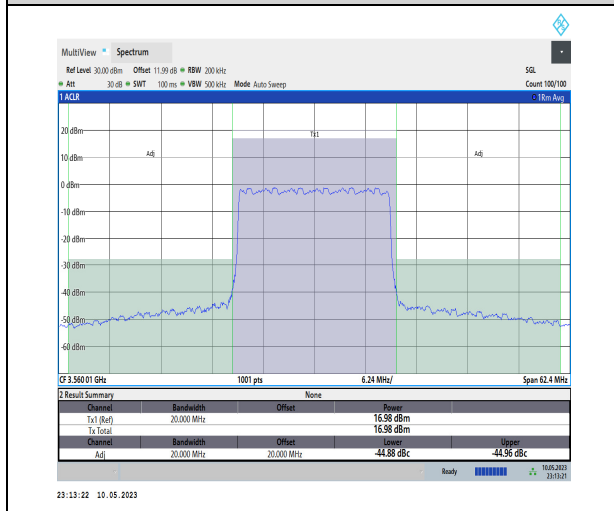 MultiView Spectrum
Ref Level 30.00 dBm Offset 11.99 dB RBW 200 kHz SGL
Att 30 dB SWT 100 ms VBW 500 kHz Mode Auto Sweep Count 100/100
1 ACLR 1Rm Avg
20 dBm
Tx1
10 dBm
Adj
Adj
0 dBm
-10 dBm
-20 dBm
-30 dBm
-40 dBm
-50 dBm
-60 dBm
CF 3.56001 GHz 1001 pts 6.24 MHz/ Span 62.4 MHz
2 Result Summary None
Channel Bandwidth Offset Power
Tx1 (Ref) 20.000 MHz 16.98 dBm
Tx Total 16.98 dBm
Channel Bandwidth Offset Lower Upper
Adj 20.000 MHz 20.000 MHz -44.88 dBc -44.96 dBc
Ready 10.05.2023
23:13:21
23:13:22 10.05.2023